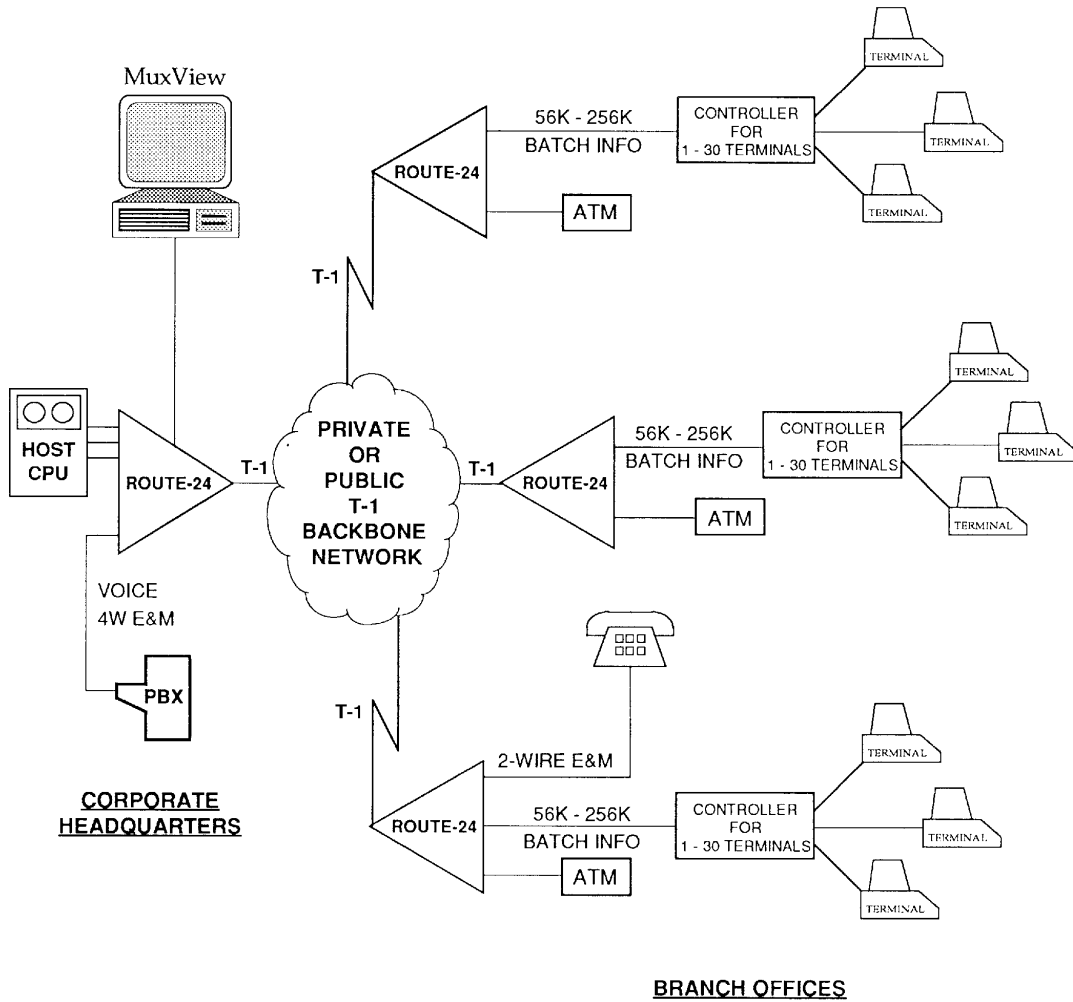 MuxView
HOST
CPU
ROUTE-24
T-1
VOICE
4W E&M
PBX
CORPORATE
HEADQUARTERS
PRIVATE
OR
PUBLIC
T-1
BACKBONE
NETWORK
T-1
ROUTE-24
56K - 256K
BATCH INFO
ATM
CONTROLLER
FOR
1 - 30 TERMINALS
TERMINAL
TERMINAL
TERMINAL
T-1
ROUTE-24
56K - 256K
BATCH INFO
ATM
CONTROLLER
FOR
1 - 30 TERMINALS
TERMINAL
TERMINAL
TERMINAL
T-1
ROUTE-24
2-WIRE E&M
56K - 256K
BATCH INFO
ATM
CONTROLLER
FOR
1 - 30 TERMINALS
TERMINAL
TERMINAL
TERMINAL
BRANCH OFFICES